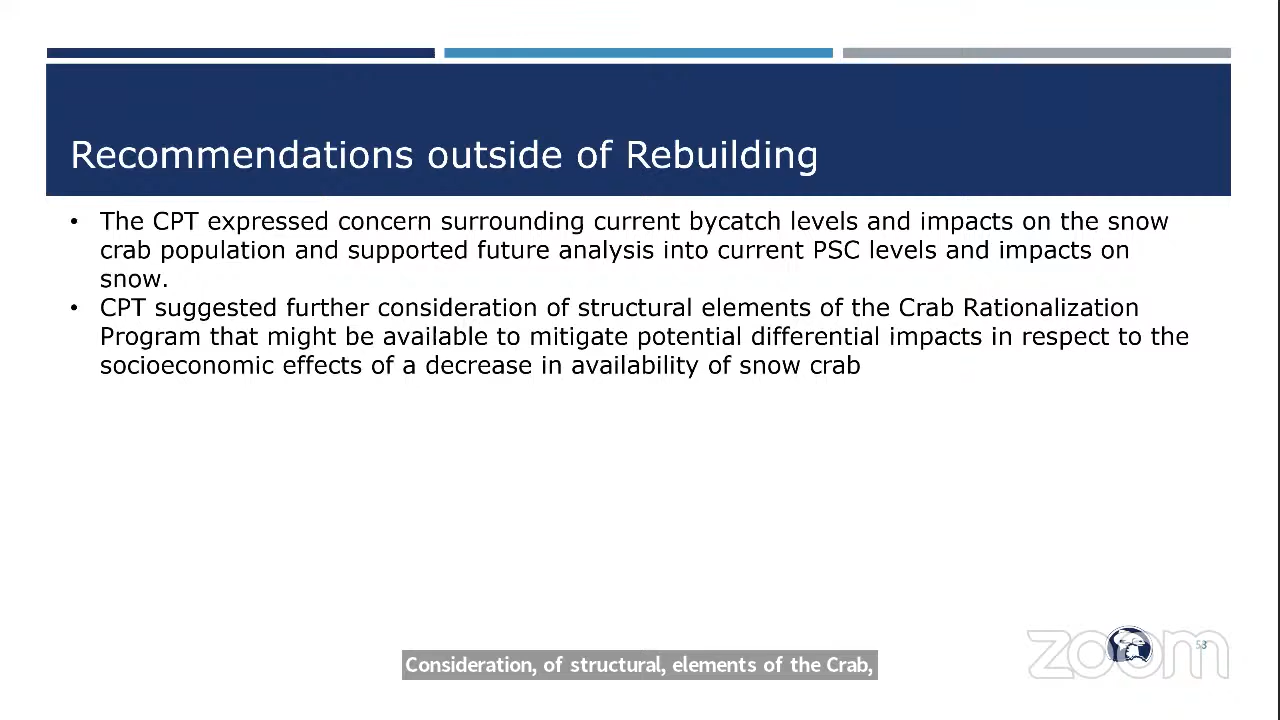 Recommendations outside of Rebuilding
• The CPT expressed concern surrounding current bycatch levels and impacts on the snow
crab population and supported future analysis into current PSC levels and impacts on
snow.
• CPT suggested further consideration of structural elements of the Crab Rationalization
Program that might be available to mitigate potential differential impacts in respect to the
socioeconomic effects of a decrease in availability of snow crab
Consideration, of structural, elements of the Crab,
zoom